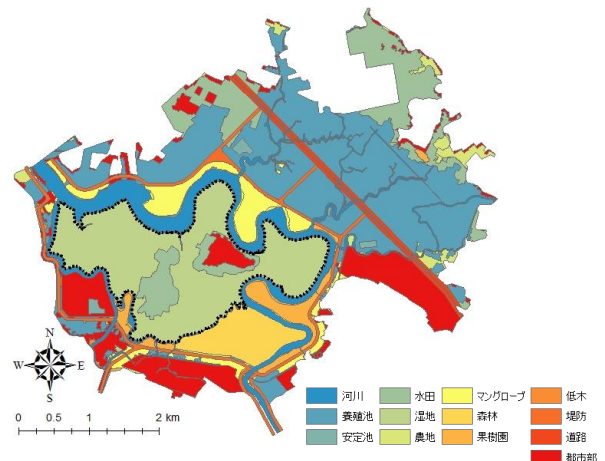 N
W E
S
0 0.5 1 2 km
河川 水田 マングローブ 低木
養殖池 湿地 森林 堤防
安定池 農地 果樹園 道路
都市部